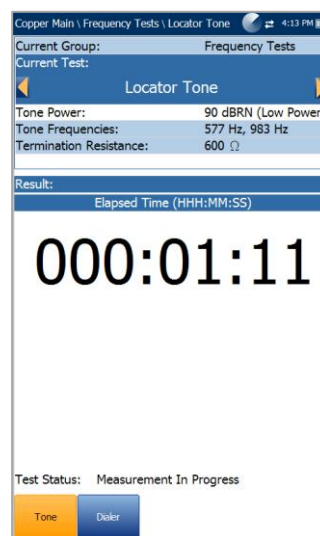 Copper Main \ Frequency Tests \ Locator Tone 4:13 PM
Current Group: Frequency Tests
Current Test:
Locator Tone
Tone Power: 90 dBRN (Low Power
Tone Frequencies: 577 Hz, 983 Hz
Termination Resistance: 600 Ω
Result:
Elapsed Time (HHH:MM:SS)
000:01:11
Test Status: Measurement In Progress
Tone Dialer